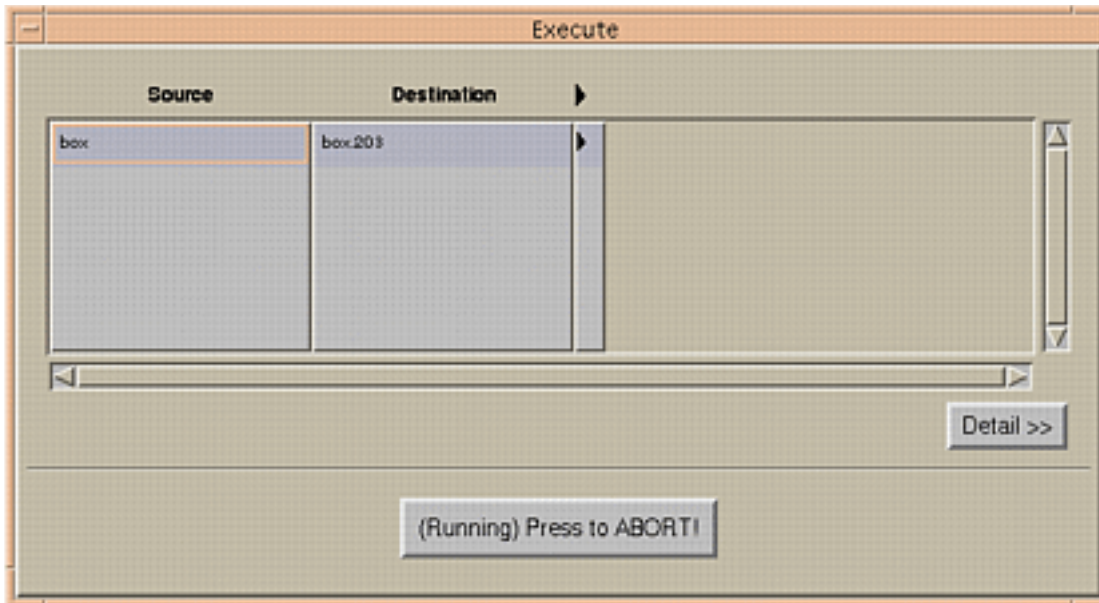 Execute
Source Destination
box box.203
Detail >>
(Running) Press to ABORT!